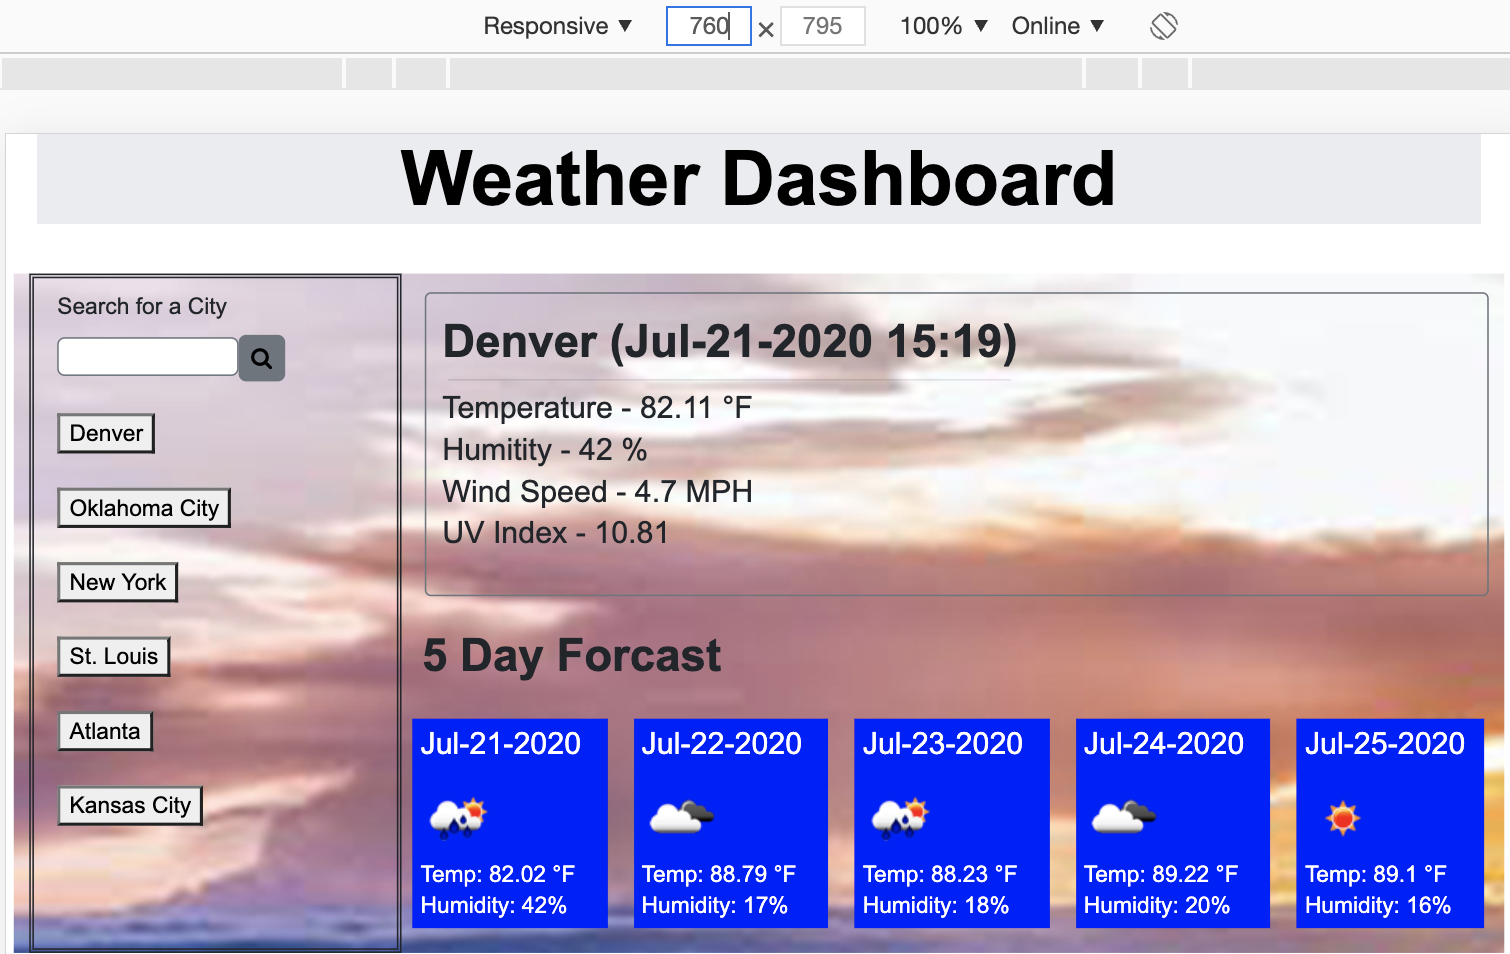 Responsive ▼ 760 × 795 100% ▼ Online ▼
Weather Dashboard
Search for a City
Denver
Oklahoma City
New York
St. Louis
Atlanta
Kansas City
Denver (Jul-21-2020 15:19)
Temperature - 82.11 °F
Humitity - 42 %
Wind Speed - 4.7 MPH
UV Index - 10.81
5 Day Forcast
Jul-21-2020
Temp: 82.02 °F
Humidity: 42%
Jul-22-2020
Temp: 88.79 °F
Humidity: 17%
Jul-23-2020
Temp: 88.23 °F
Humidity: 18%
Jul-24-2020
Temp: 89.22 °F
Humidity: 20%
Jul-25-2020
Temp: 89.1 °F
Humidity: 16%